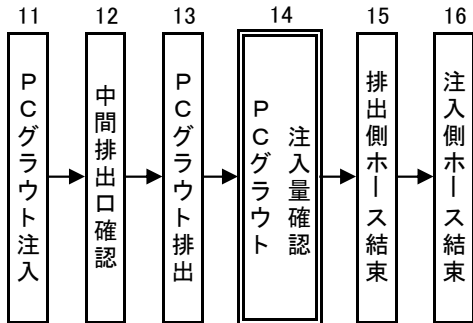 11
12
13
14
15
16
PCグラウト注入
中間排出口確認
PCグラウト排出
PCグラウト
注入量確認
排出側ホース結束
注入側ホース結束